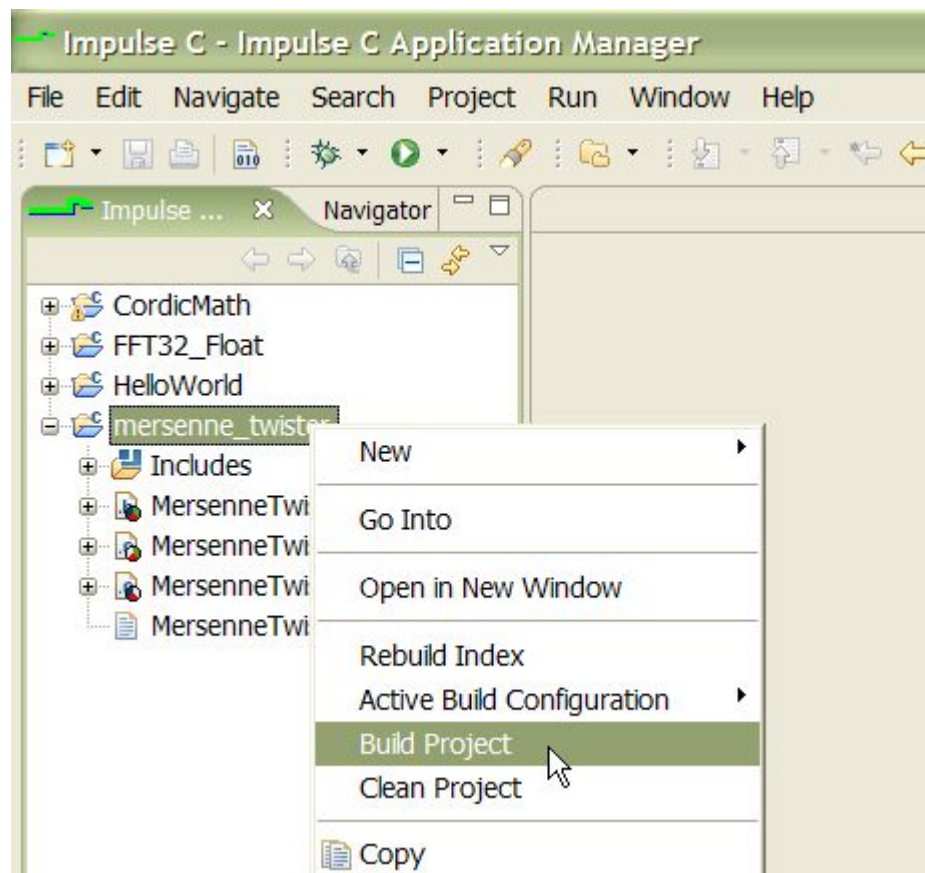 Impulse C - Impulse C Application Manager
File Edit Navigate Search Project Run Window Help
010
Impulse ... Navigator
CordicMath
FFT32_Float
HelloWorld
mersenne_twister
Includes
MersenneTwi
MersenneTwi
MersenneTwi
MersenneTwi
New
Go Into
Open in New Window
Rebuild Index
Active Build Configuration
Build Project
Clean Project
Copy